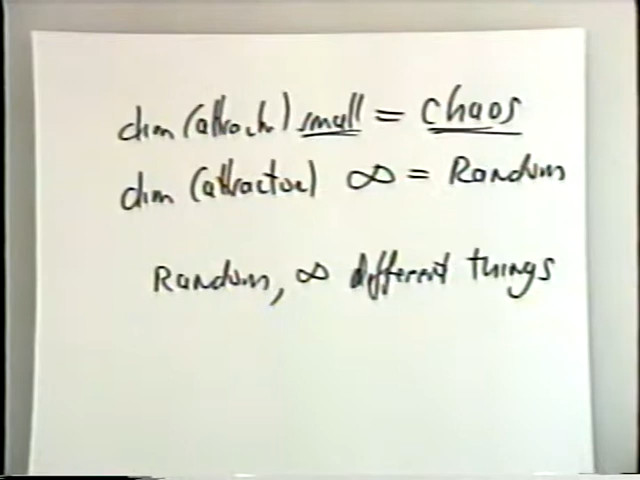 dim (attractor) small = chaos
dim (attractor) ∞ = Random
Random, ∞ different things